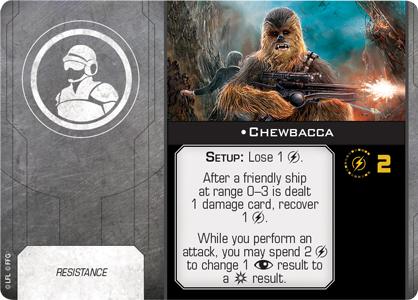 • CHEWBACCA
SETUP: Lose 1 .
2
After a friendly ship
at range 0–3 is dealt
1 damage card, recover
1 .
While you perform an
attack, you may spend 2
to change 1 result to
a result.
RESISTANCE
© LFL © FFG